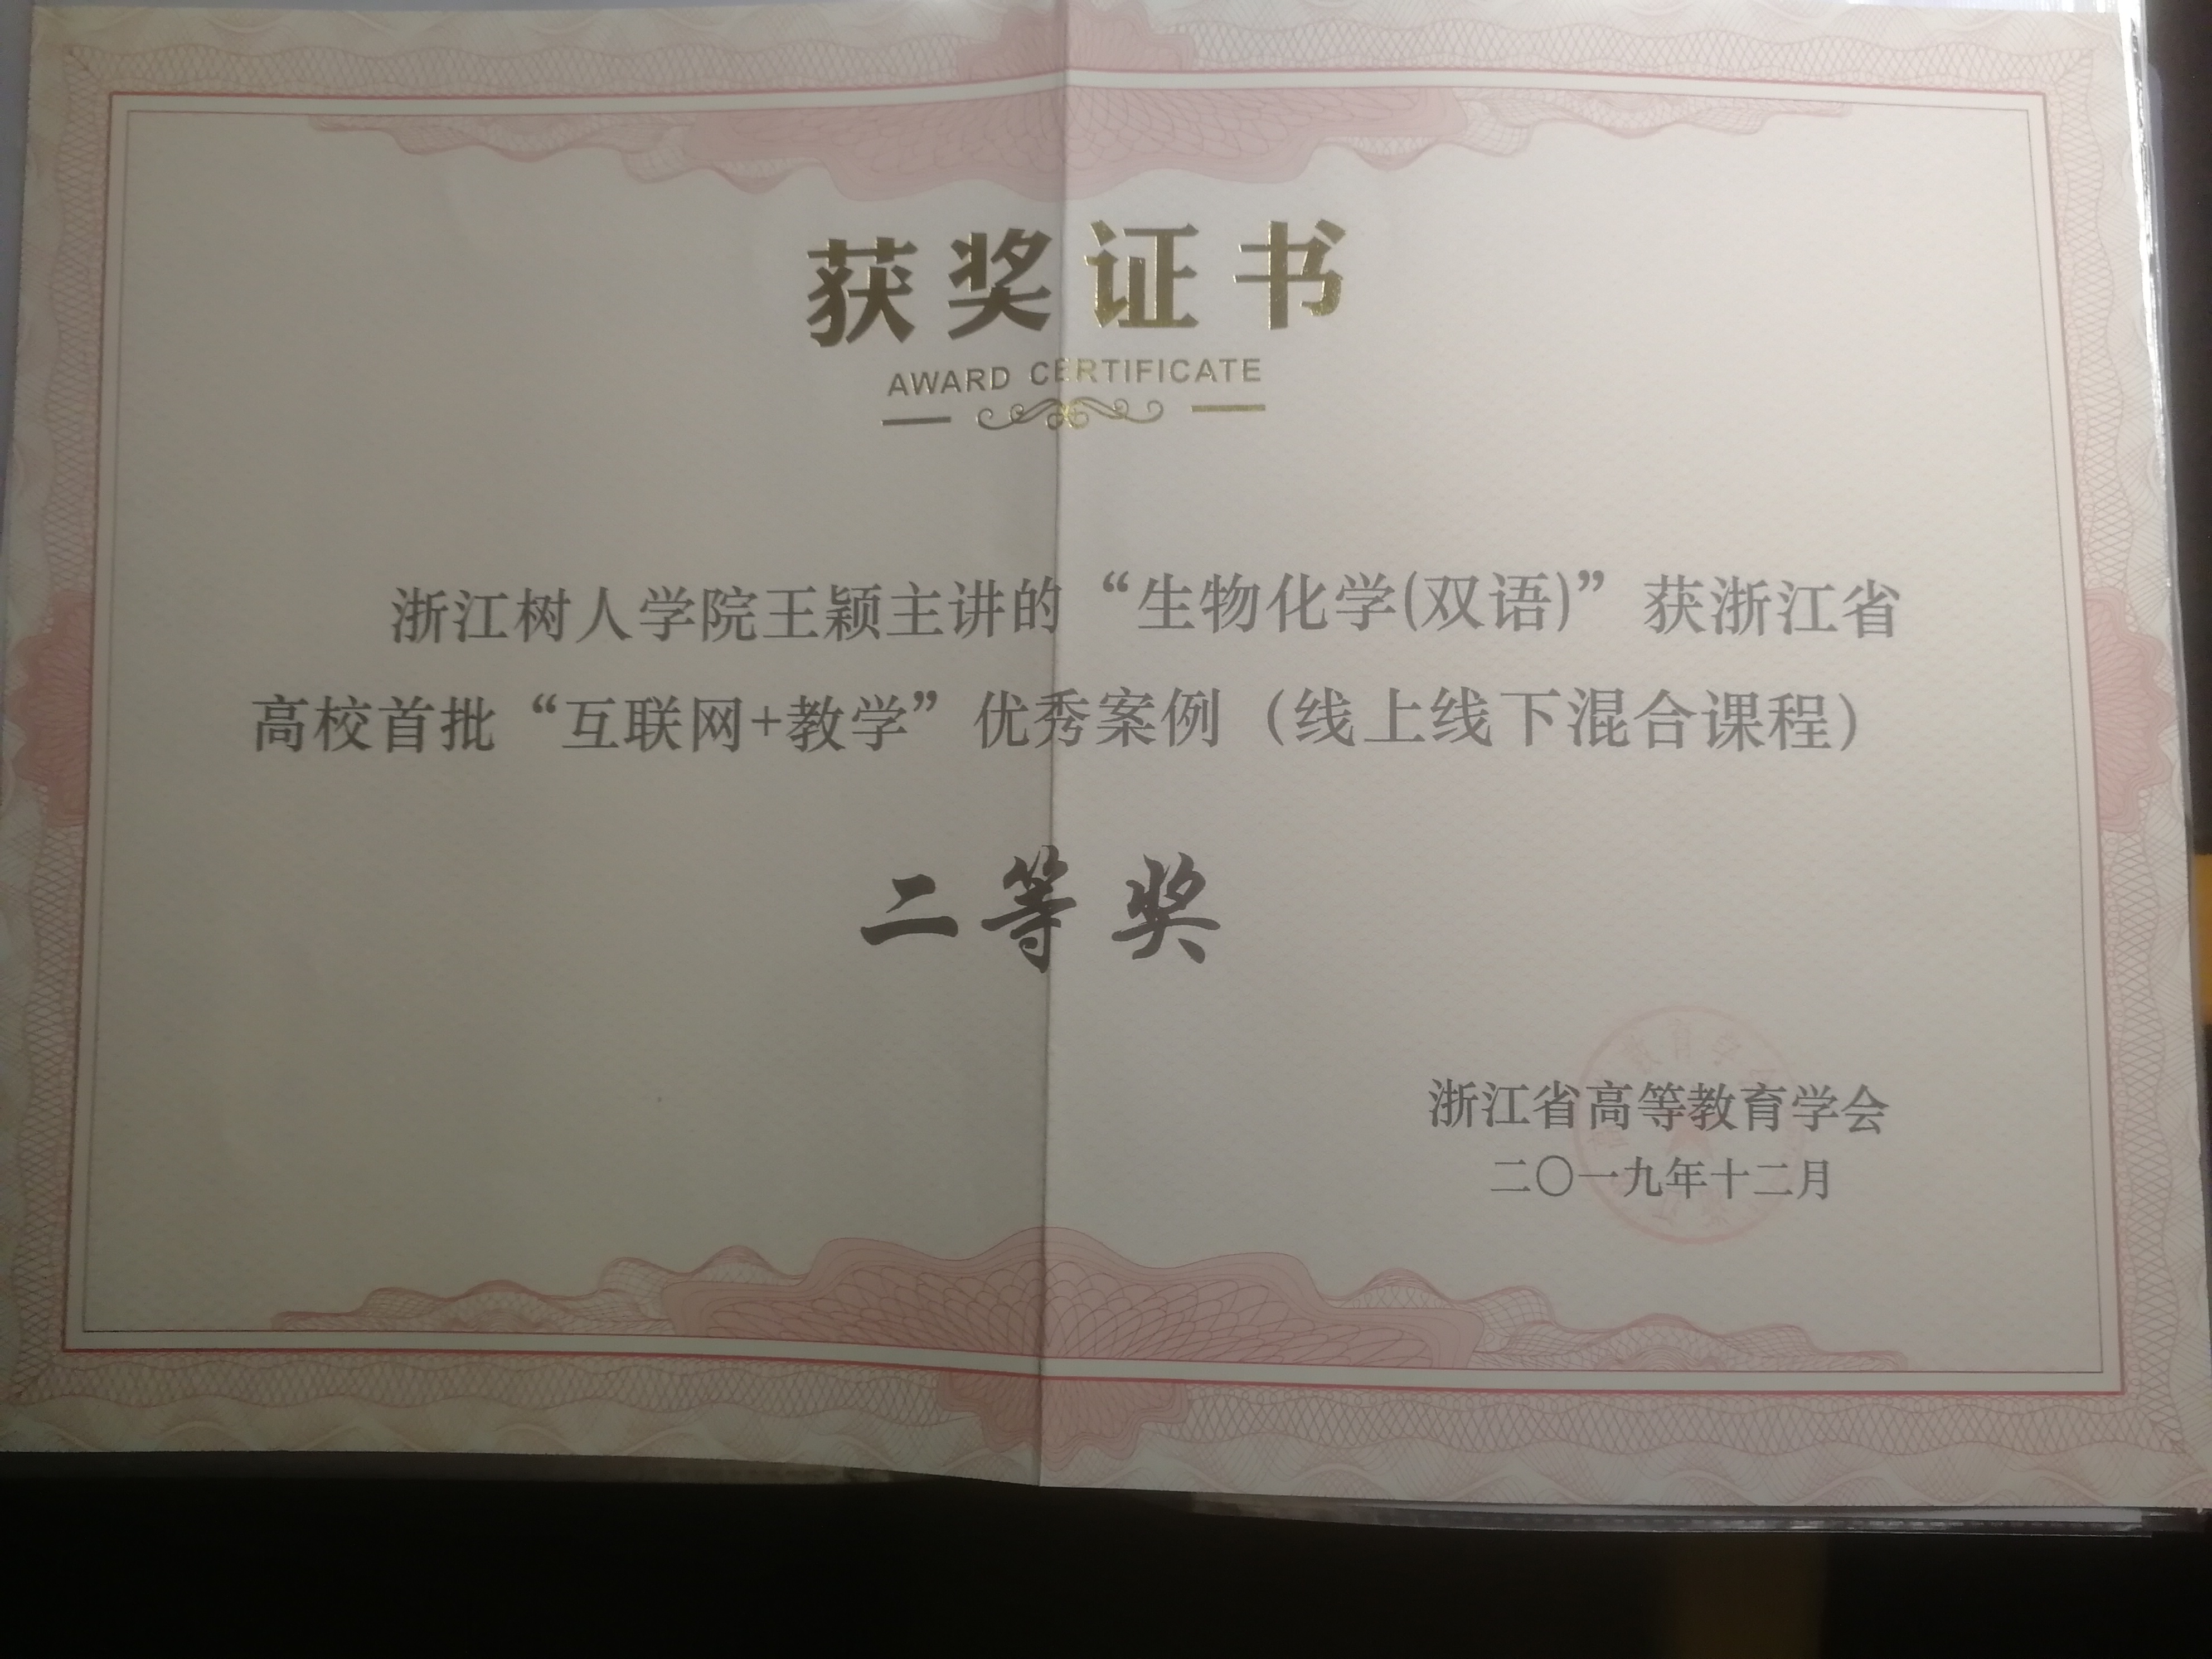 获奖证书
AWARD CERTIFICATE
浙江树人学院王颖主讲的“生物化学(双语)”获浙江省
高校首批“互联网+教学”优秀案例（线上线下混合课程）
二等奖
浙江省高等教育学会
二〇一九年十二月